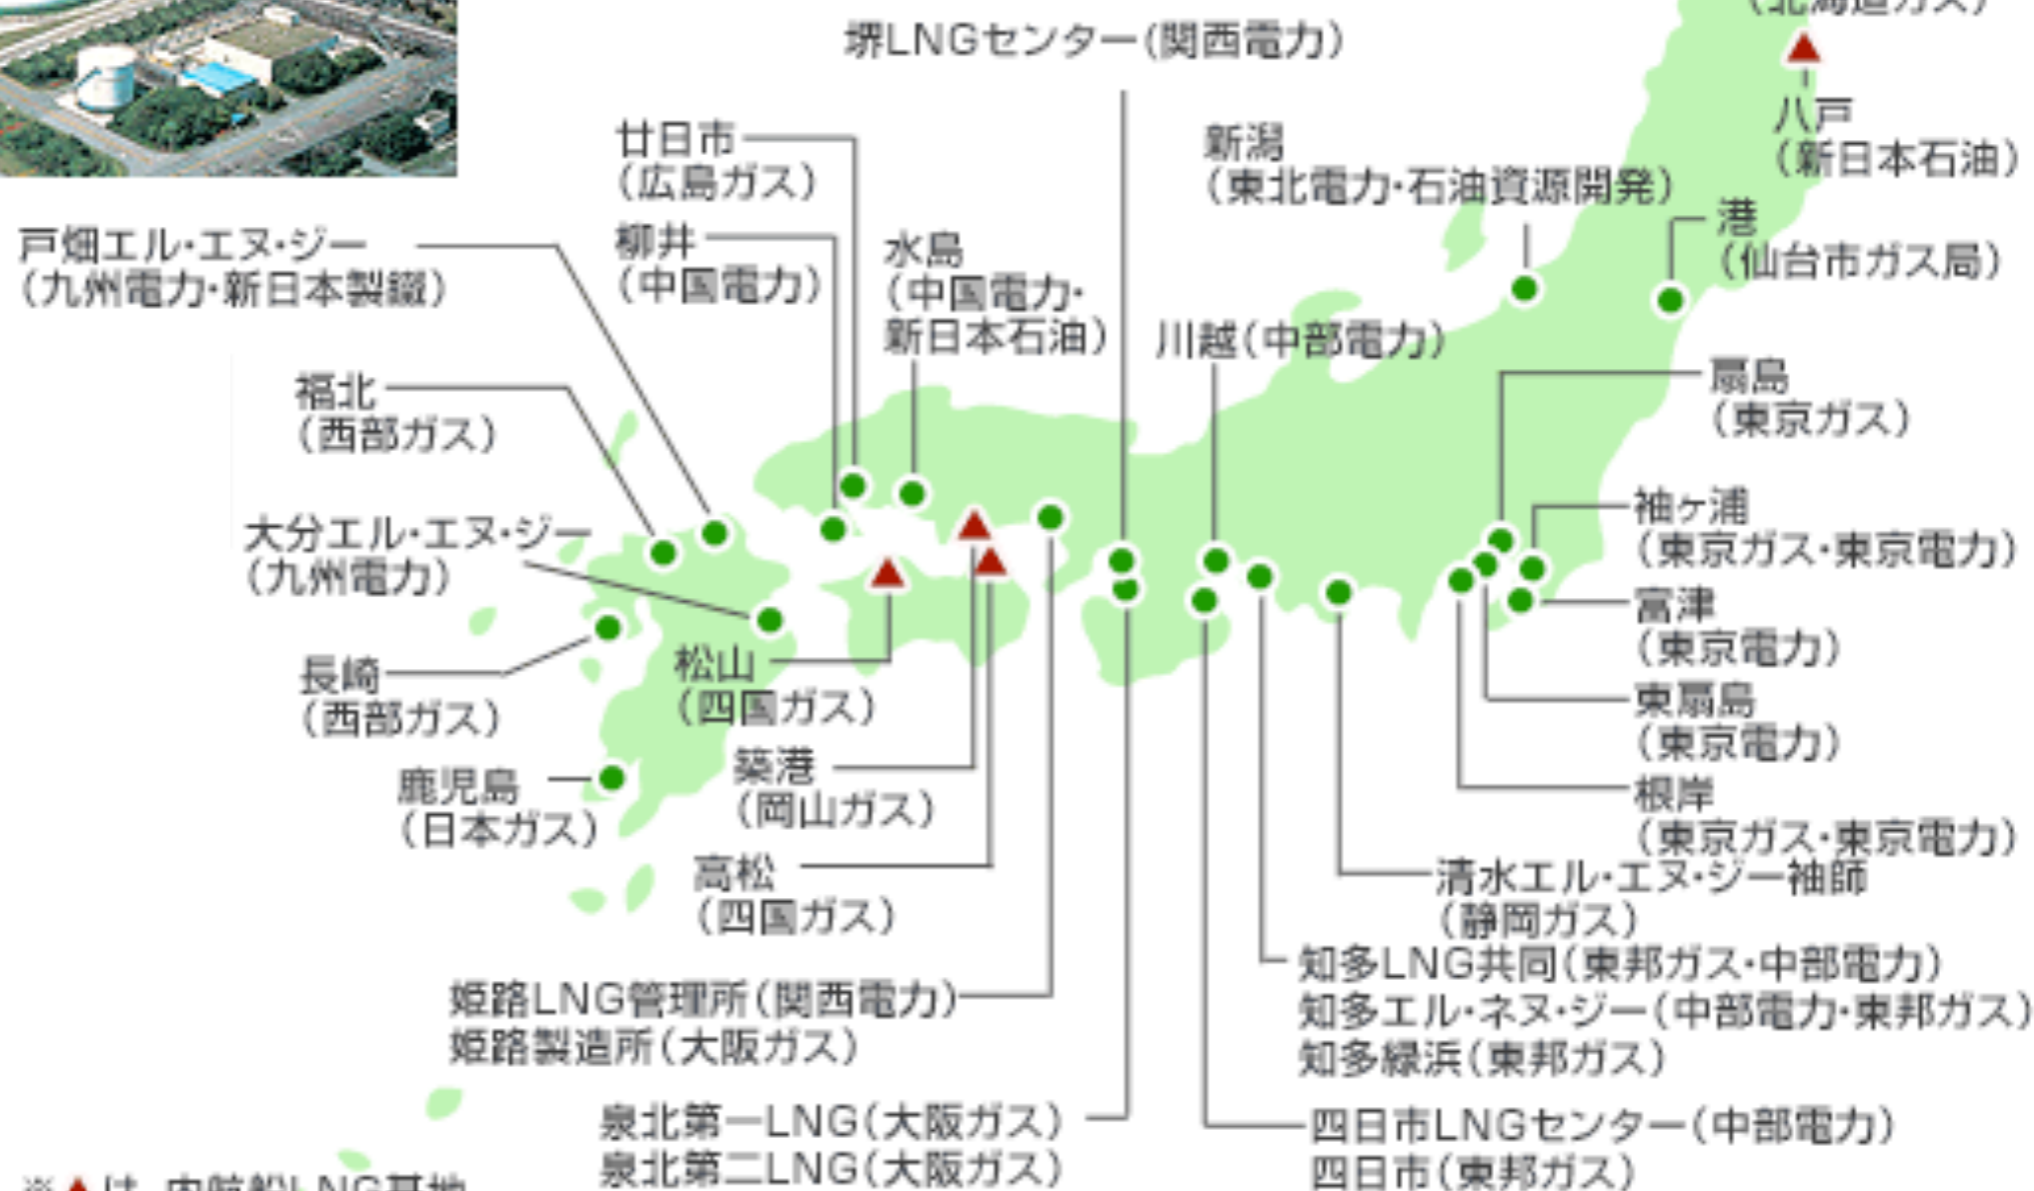 (北海道ガス)
堺LNGセンター(関西電力)
八戸
(新日本石油)
廿日市
(広島ガス)
新潟
(東北電力・石油資源開発)
港
(仙台市ガス局)
戸畑エル・エヌ・ジー
(九州電力・新日本製鐵)
柳井
(中国電力)
水島
(中国電力・
新日本石油)
川越(中部電力)
福北
(西部ガス)
扇島
(東京ガス)
大分エル・エヌ・ジー
(九州電力)
袖ヶ浦
(東京ガス・東京電力)
富津
(東京電力)
長崎
(西部ガス)
松山
(四国ガス)
東扇島
(東京電力)
鹿児島
(日本ガス)
築港
(岡山ガス)
根岸
(東京ガス・東京電力)
高松
(四国ガス)
清水エル・エヌ・ジー袖師
(静岡ガス)
姫路LNG管理所(関西電力)
姫路製造所(大阪ガス)
知多LNG共同(東邦ガス・中部電力)
知多エル・ネヌ・ジー(中部電力・東邦ガス)
知多緑浜(東邦ガス)
泉北第一LNG(大阪ガス)
泉北第二LNG(大阪ガス)
四日市LNGセンター(中部電力)
四日市(東邦ガス)
※▲は、内航船LNG基地